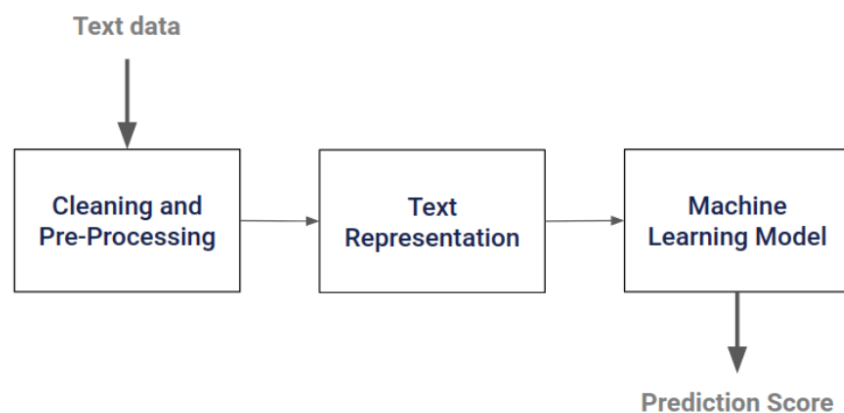 Text data
Cleaning and
Pre-Processing
Text
Representation
Machine
Learning Model
Prediction Score